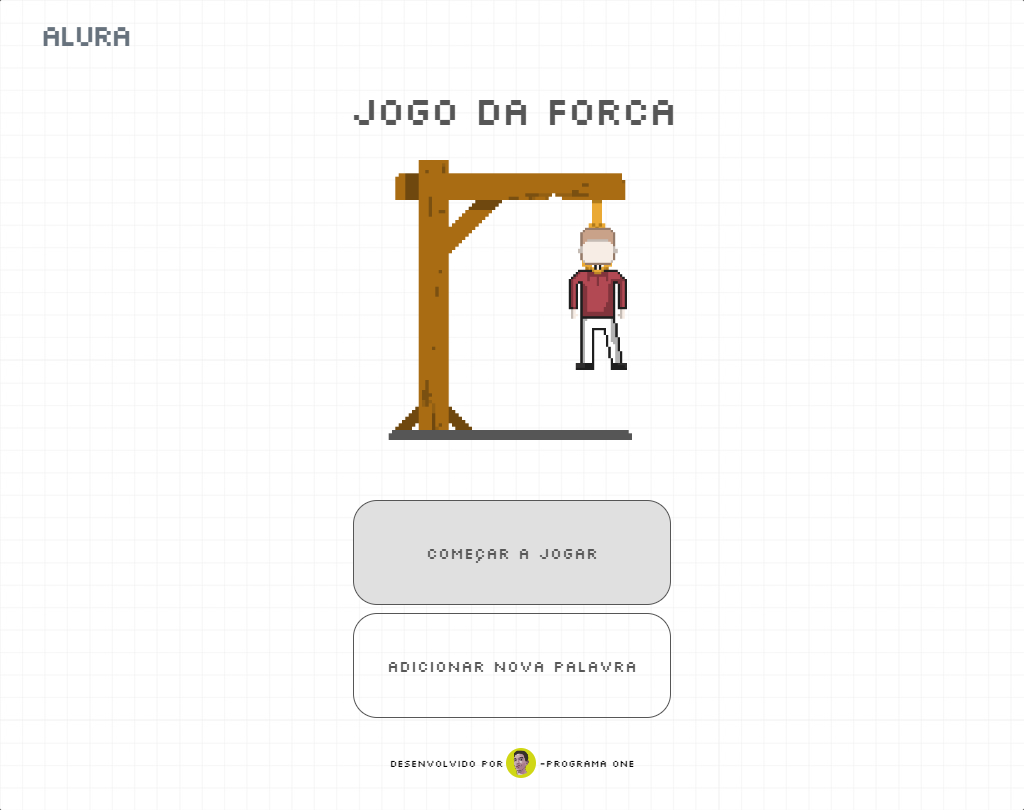 ALURA
JOGO DA FORCA
COMEÇAR A JOGAR
ADICIONAR NOVA PALAVRA
DESENVOLVIDO POR -PROGRAMA ONE